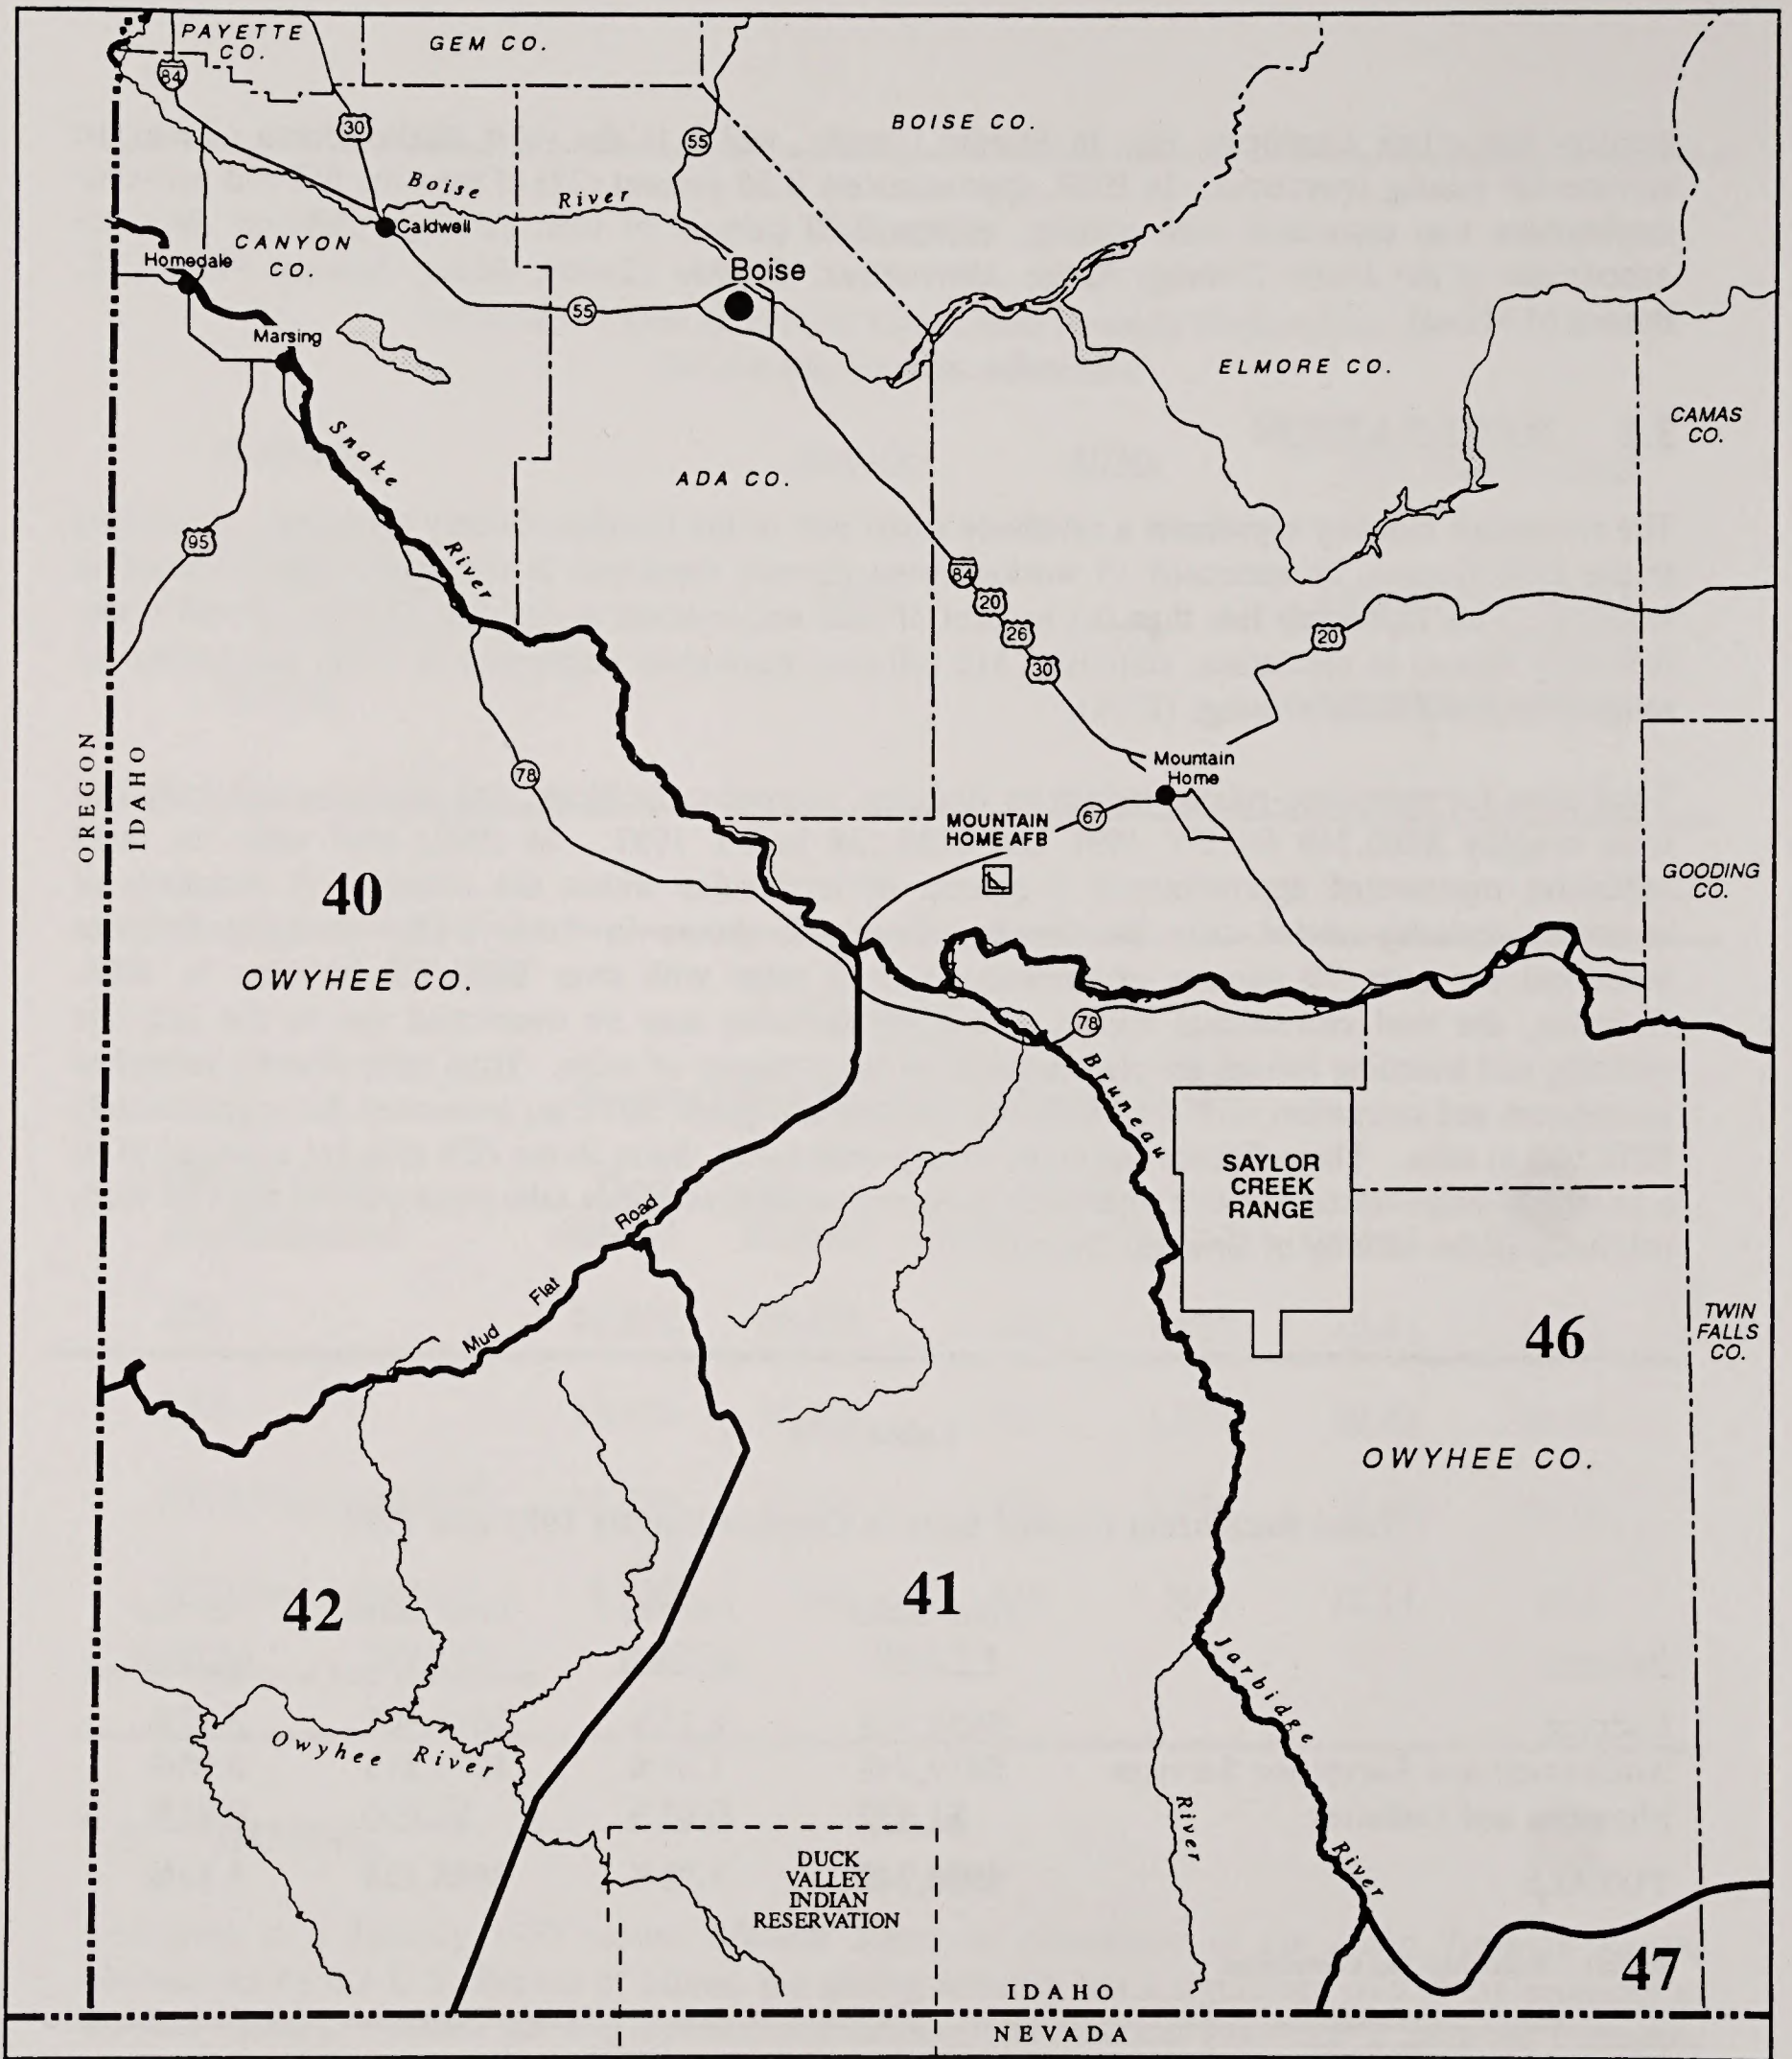 PAYETTE
CO.
GEM CO.
84
30
55
BOISE CO.
Boise River
Caldwell
CANYON
CO.
Homedale
Boise
55
Marsing
ELMORE CO.
CAMAS
CO.
Snake River
ADA CO.
95
84
20
26
30
20
OREGON
IDAHO
78
Mountain
Home
67
MOUNTAIN
HOME AFB
GOODING
CO.
40
OWYHEE CO.
78
Bruneau
SAYLOR
CREEK
RANGE
Mud Flat Road
46
TWIN
FALLS
CO.
OWYHEE CO.
42
41
Jarbidge River
Owyhee River
River
DUCK
VALLEY
INDIAN
RESERVATION
47
IDAHO
NEVADA